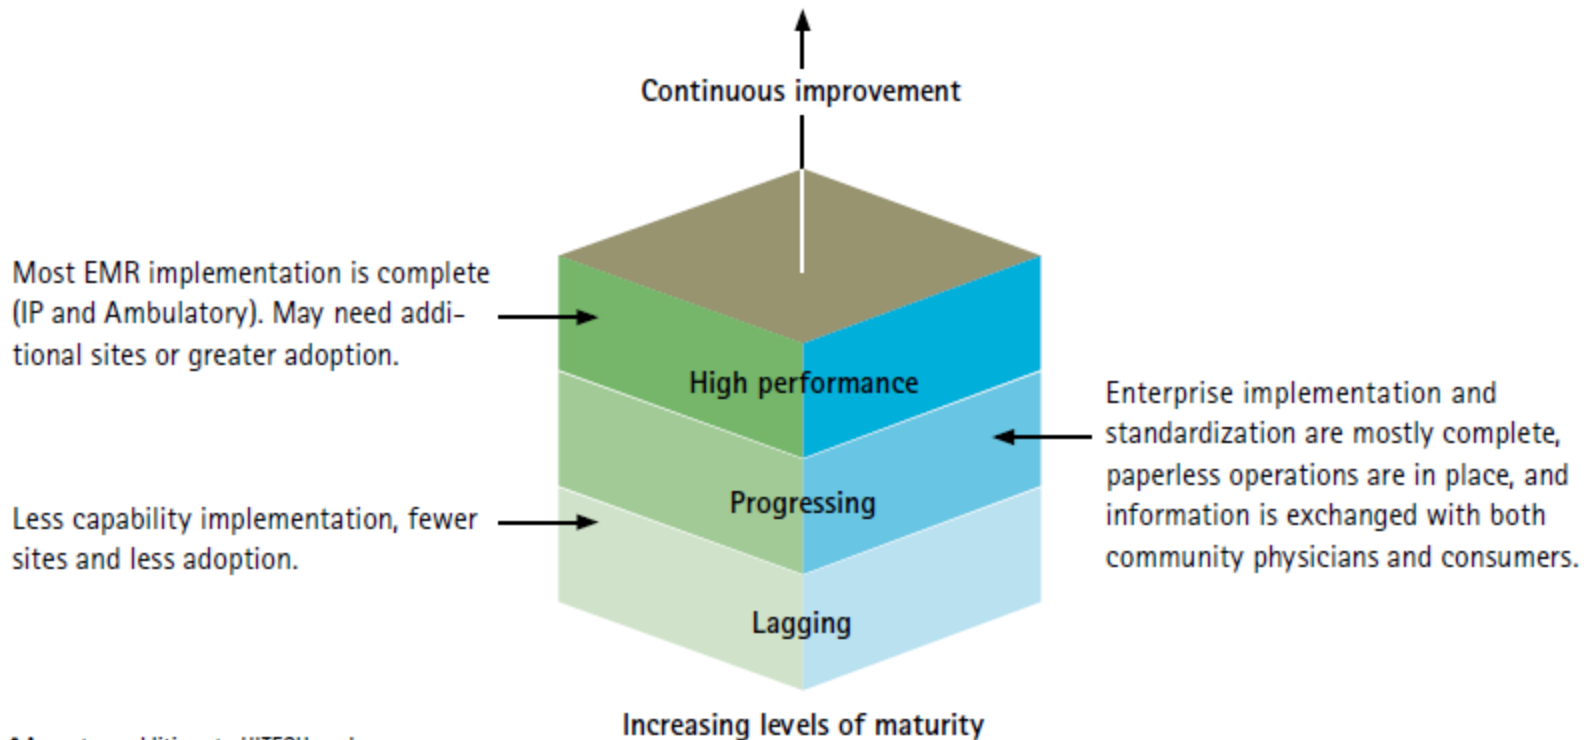 Continuous improvement
Most EMR implementation is complete
(IP and Ambulatory). May need addi-
tional sites or greater adoption.
High performance
Enterprise implementation and
standardization are mostly complete,
paperless operations are in place, and
information is exchanged with both
community physicians and consumers.
Progressing
Less capability implementation, fewer
sites and less adoption.
Lagging
Increasing levels of maturity